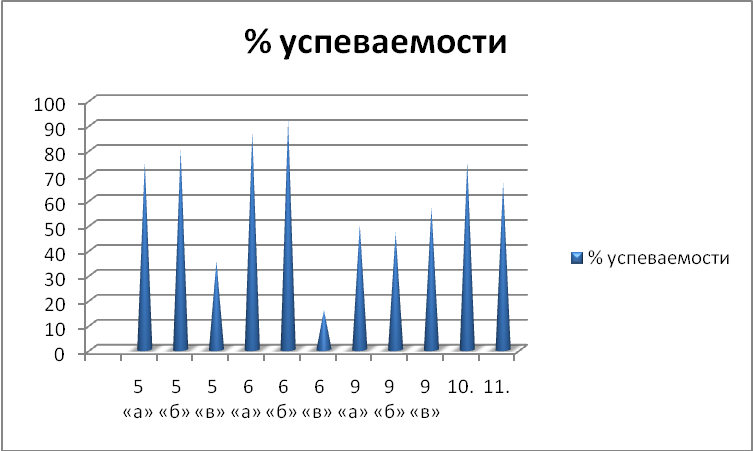 % успеваемости
100
90
80
70
60
50
40
30
20
10
0
5 «а»
5 «б»
5 «в»
6 «а»
6 «б»
6 «в»
9 «а»
9 «б»
9 «в»
10.
11.
% успеваемости